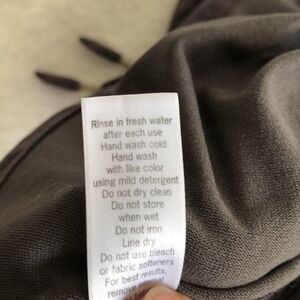 Rinse in fresh water
after each use
Hand wash cold
Hand wash
with like color
using mild detergent
Do not dry clean
Do not store
when wet
Do not iron
Line dry
Do not use bleach
or fabric softeners
For best results,
remove